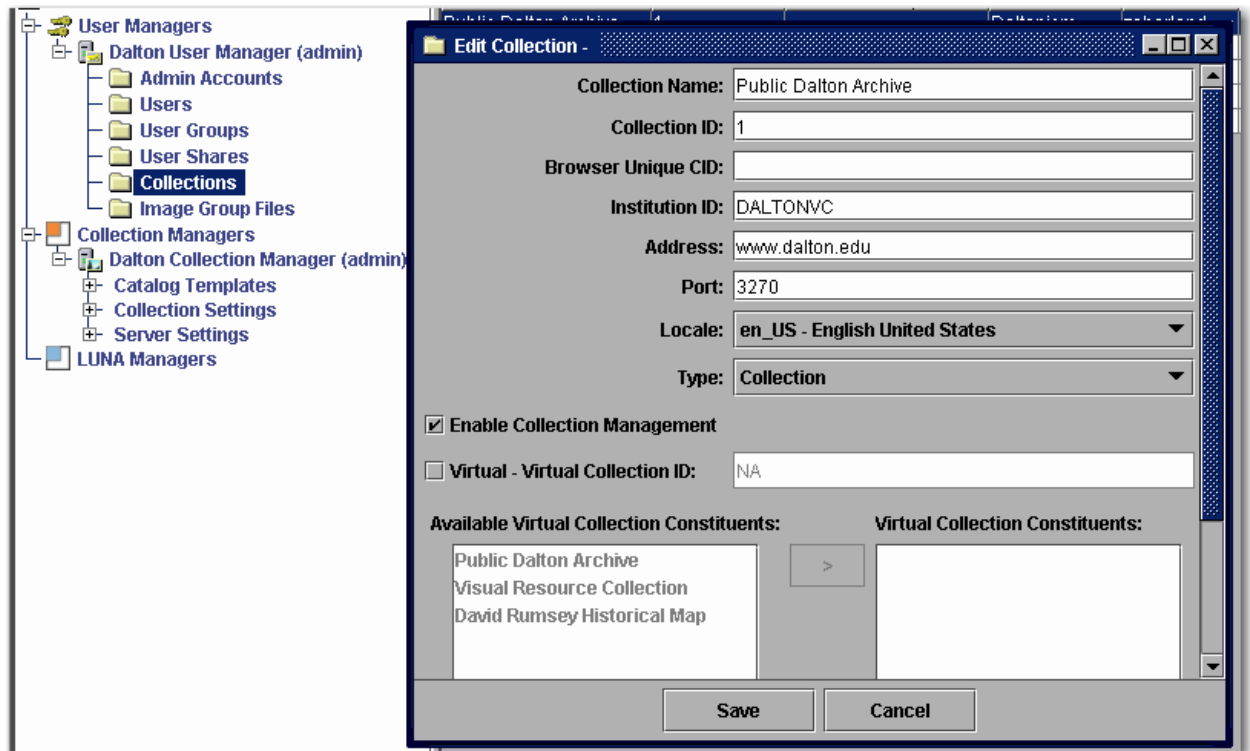 User Managers
Dalton User Manager (admin)
Admin Accounts
Users
User Groups
User Shares
Collections
Image Group Files
Collection Managers
Dalton Collection Manager (admin)
Catalog Templates
Collection Settings
Server Settings
LUNA Managers
Public Dalton Archive 1
Edit Collection -
Collection Name: Public Dalton Archive
Collection ID: 1
Browser Unique CID:
Institution ID: DALTONVC
Address: www.dalton.edu
Port: 3270
Locale: en_US - English United States
Type: Collection
Enable Collection Management
Virtual - Virtual Collection ID: NA
Available Virtual Collection Constituents: Virtual Collection Constituents:
Public Dalton Archive
Visual Resource Collection
David Rumsey Historical Map
>
Save Cancel